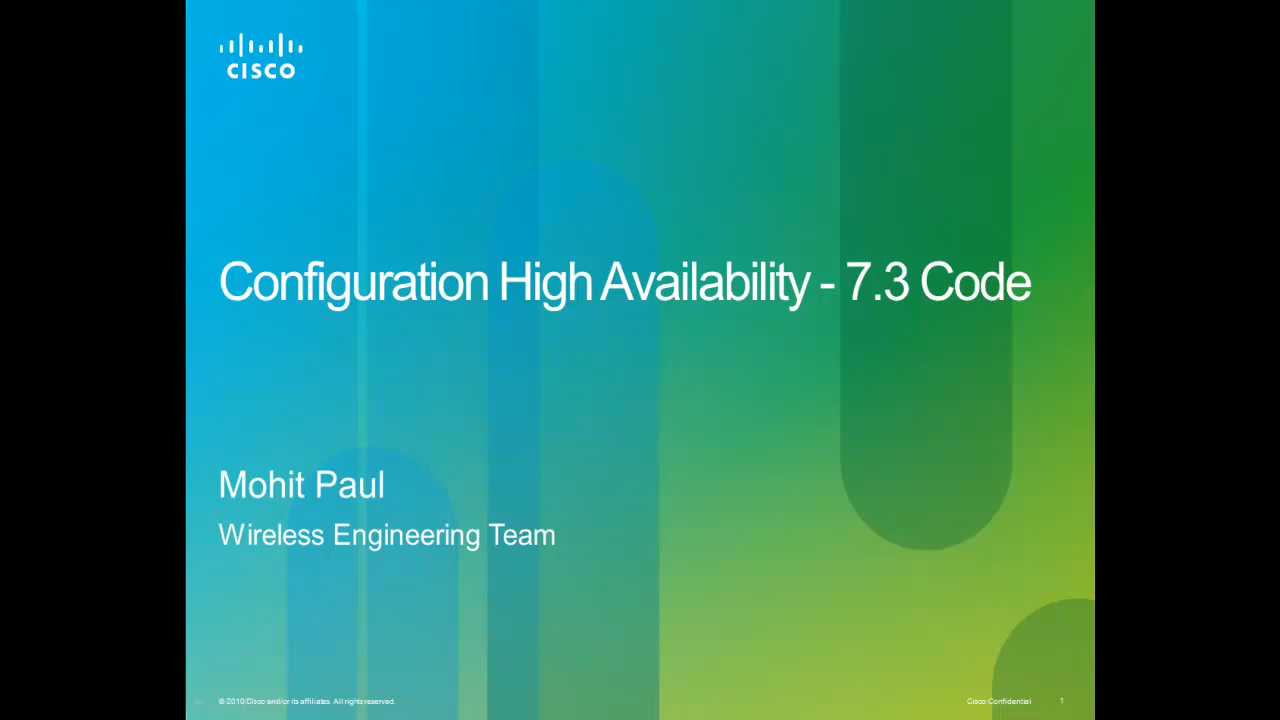 CISCO
Configuration High Availability - 7.3 Code
Mohit Paul
Wireless Engineering Team
© 2010 Cisco and/or its affiliates. All rights reserved.
Cisco Confidential
1